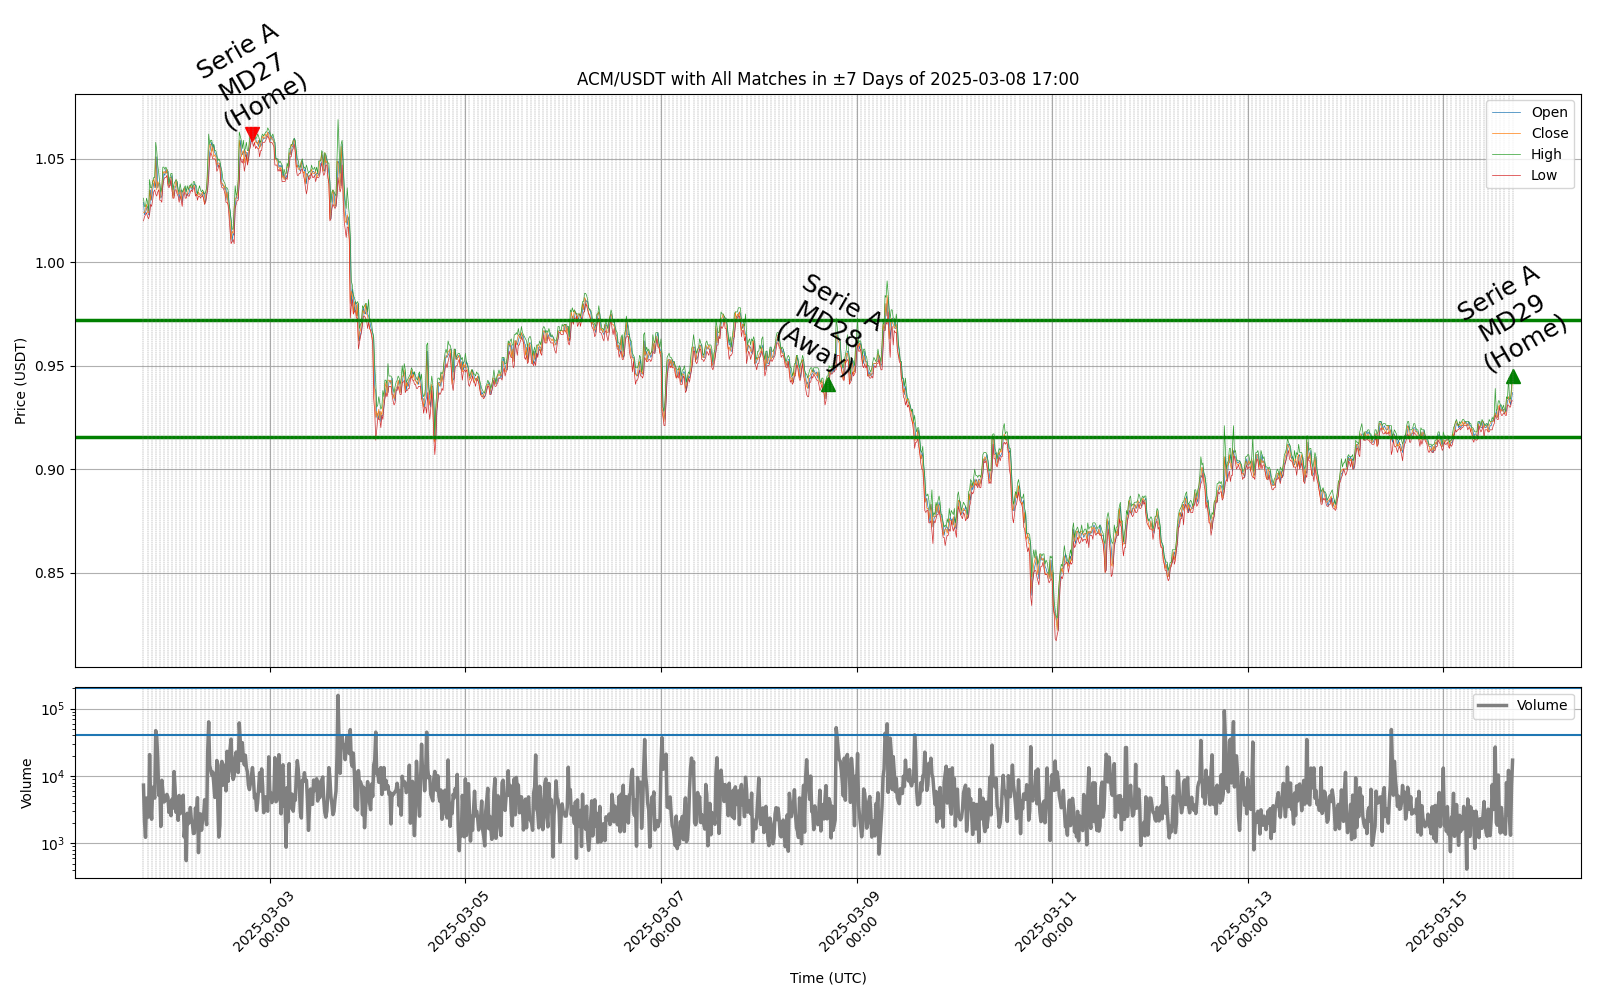 Serie A
MD27
(Home)
ACM/USDT with All Matches in ±7 Days of 2025-03-08 17:00
Open
Close
High
Low
Serie A
MD28
(Away)
Serie A
MD29
(Home)
Price (USDT)
1.05
1.00
0.95
0.90
0.85
Volume
Volume
10⁵
10⁴
10³
2025-03-03
00:00
2025-03-05
00:00
2025-03-07
00:00
2025-03-09
00:00
2025-03-11
00:00
2025-03-13
00:00
2025-03-15
00:00
Time (UTC)